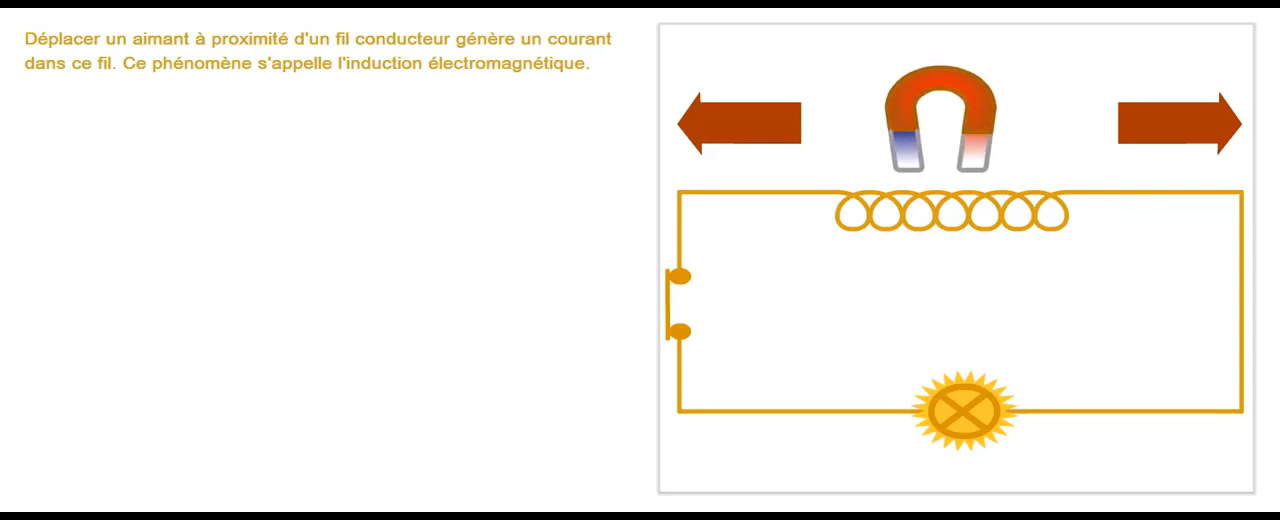 Déplacer un aimant à proximité d'un fil conducteur génère un courant
dans ce fil. Ce phénomène s'appelle l'induction électromagnétique.